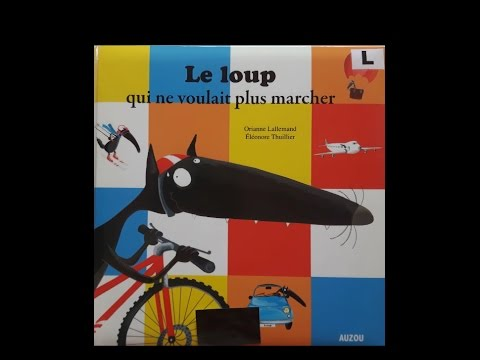 L
Le loup
qui ne voulait plus marcher
Orianne Lallemand
Éléonore Thuillier
AUZOU